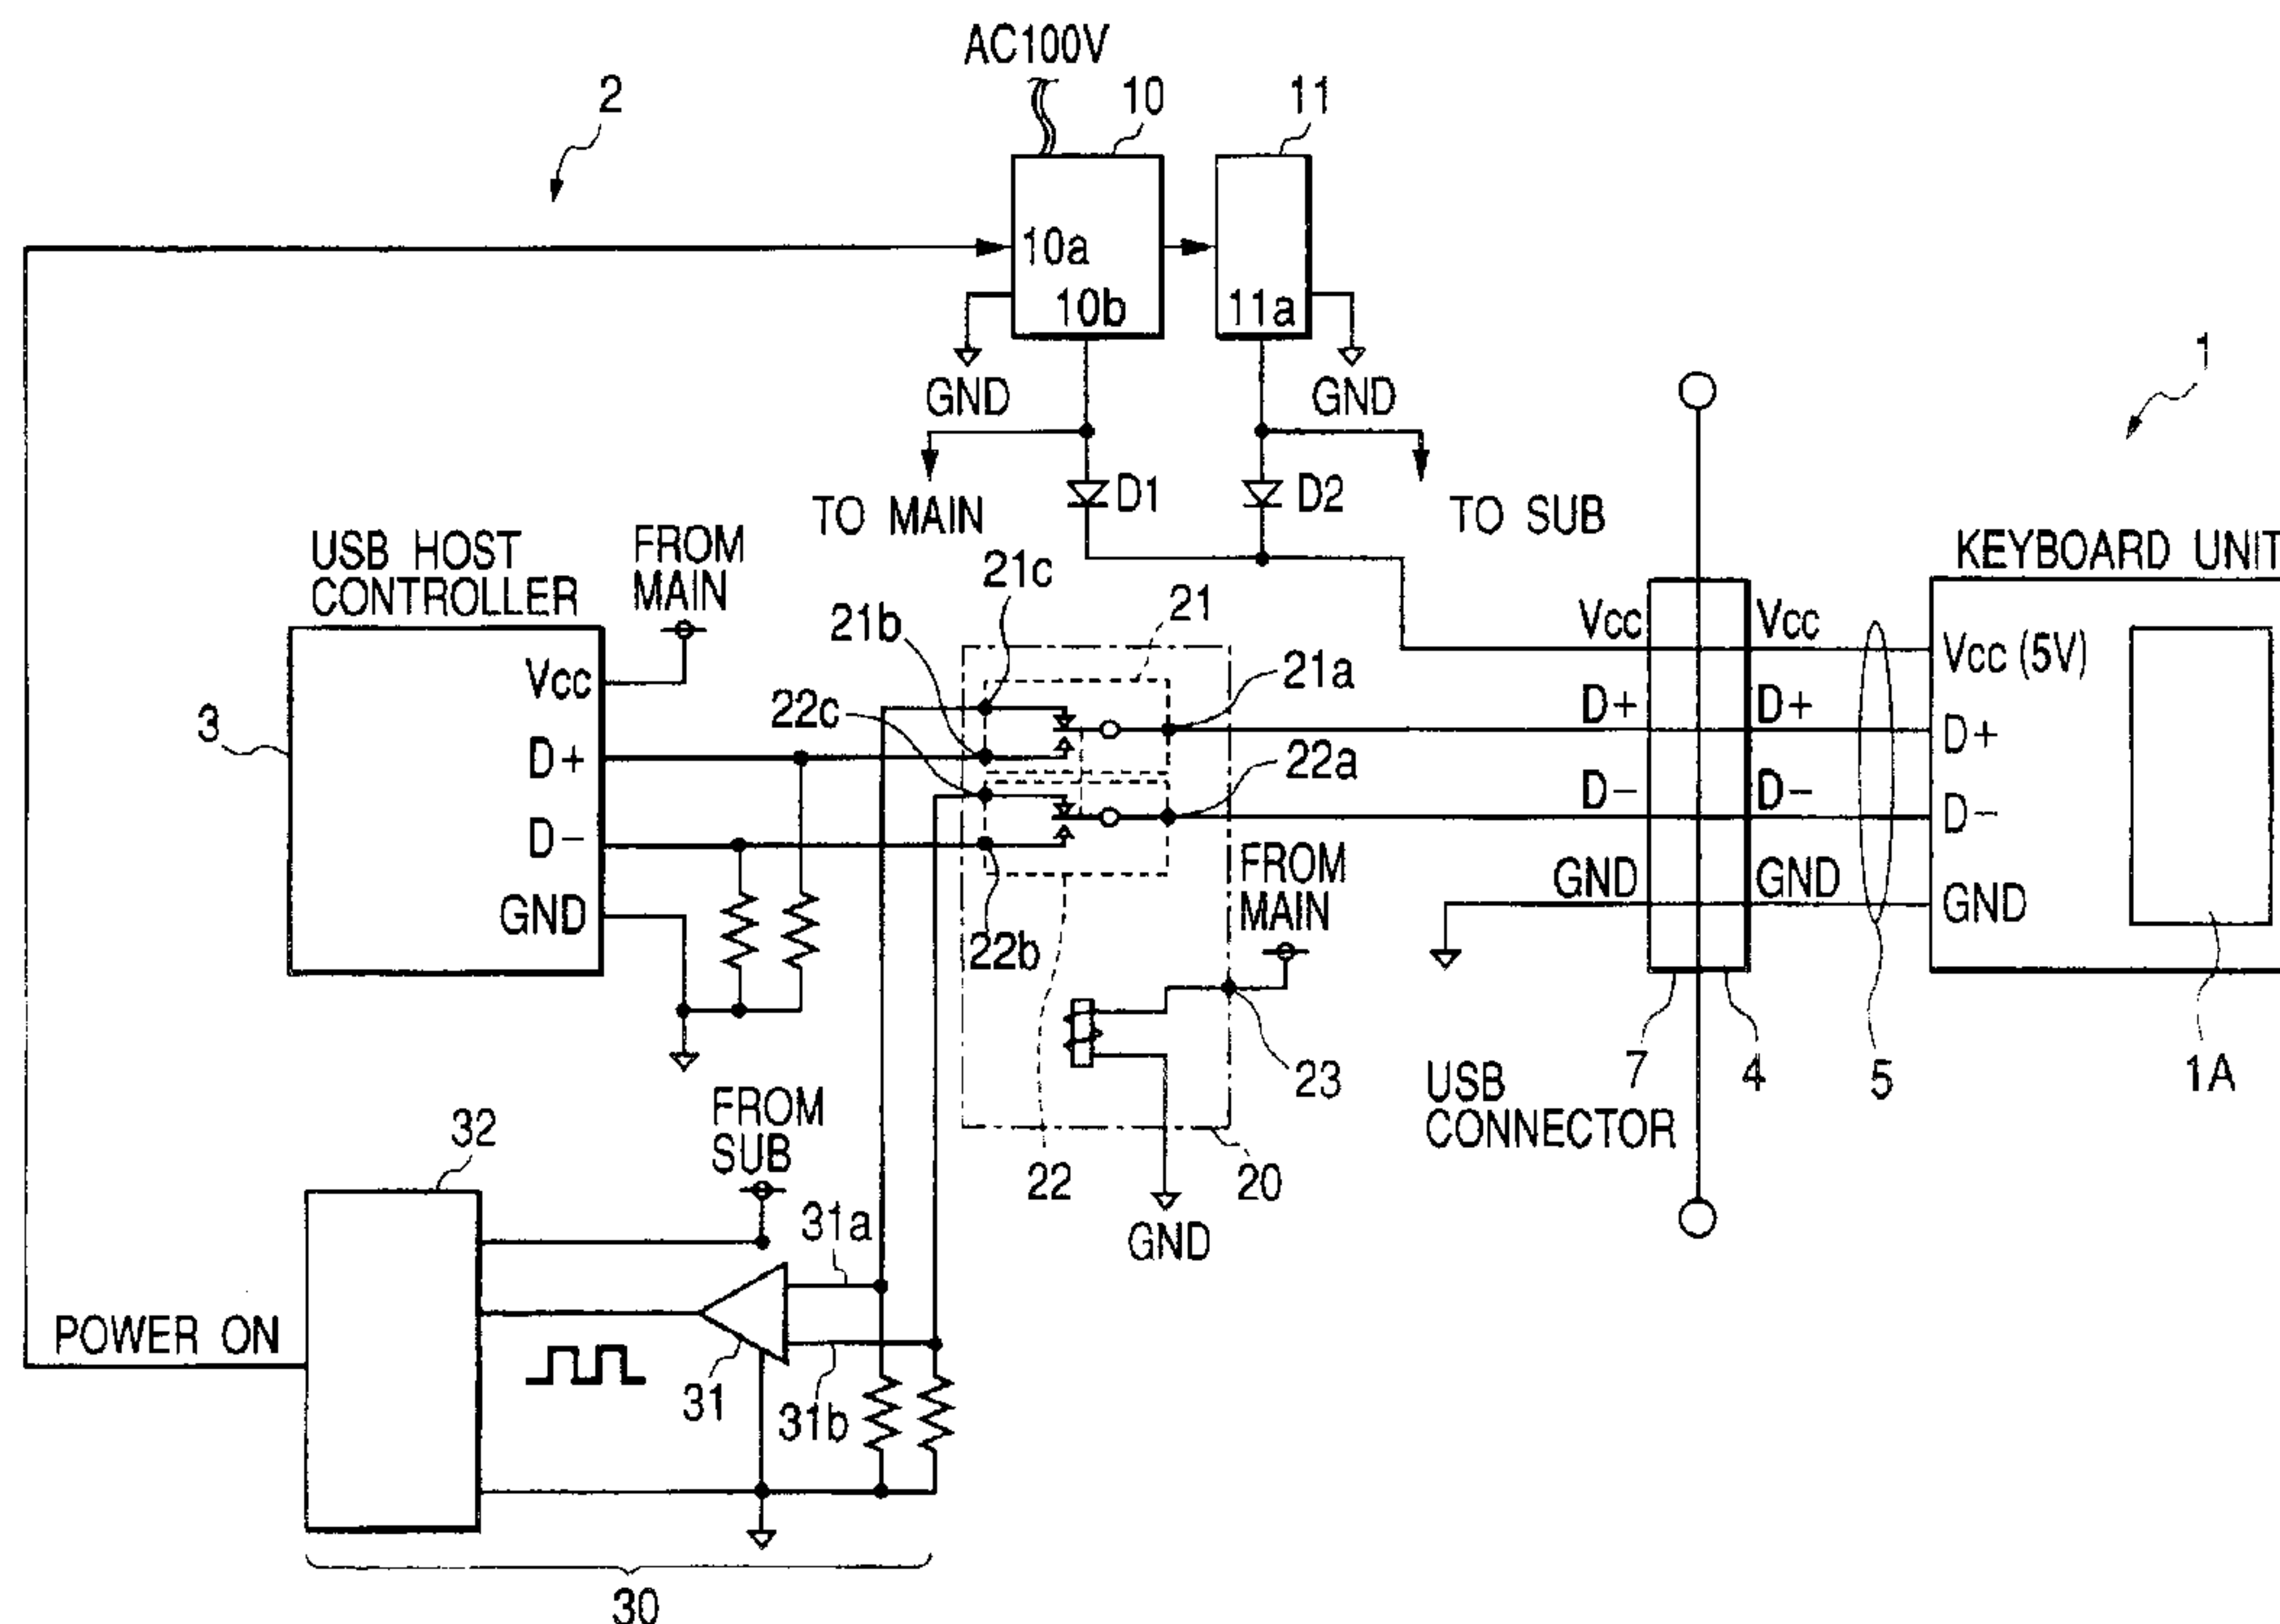 AC100V
2
10
11
10a
10b
11a
GND
GND
1
TO MAIN
D1
D2
TO SUB
USB HOST
CONTROLLER
FROM
MAIN
21c
21
KEYBOARD UNIT
21b
Vcc
Vcc
Vcc
Vcc (5V)
21a
22c
D+
D+
3
D+
D+
22a
D-
D-
D-
D-
FROM
MAIN
GND
GND
GND
GND
22b
23
7
4
5
1A
USB
CONNECTOR
FROM
SUB
32
22
20
31a
GND
POWER ON
31
31b
30